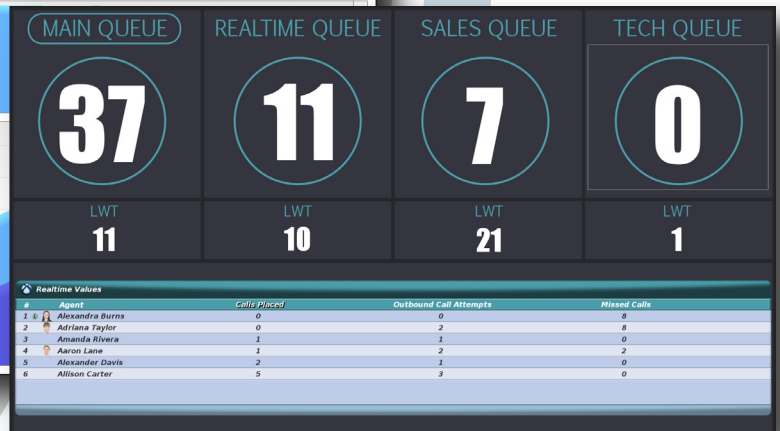 MAIN QUEUE REALTIME QUEUE SALES QUEUE TECH QUEUE
37 11 7 0
LWT LWT LWT LWT
11 10 21 1
Realtime Values
# Agent Calls Placed Outbound Call Attempts Missed Calls
1 Alexandra Burns 0 0 8
2 Adriana Taylor 0 2 8
3 Amanda Rivera 1 1 0
4 Aaron Lane 1 2 2
5 Alexander Davis 2 1 0
6 Allison Carter 5 3 0